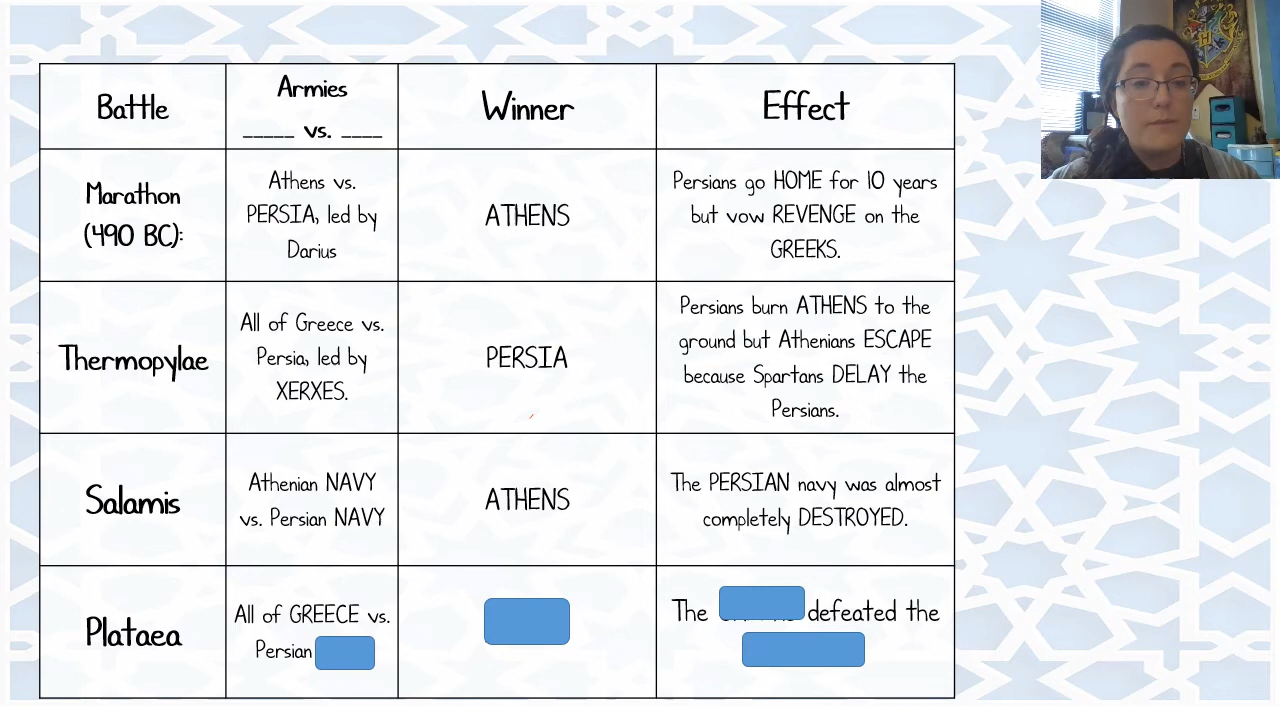 Battle
Armies
_____ vs. ____
Winner
Effect
Marathon
(490 BC):
Athens vs.
PERSIA, led by
Darius
ATHENS
Persians go HOME for 10 years
but vow REVENGE on the
GREEKS.
Thermopylae
All of Greece vs.
Persia, led by
XERXES.
PERSIA
Persians burn ATHENS to the
ground but Athenians ESCAPE
because Spartans DELAY the
Persians.
Salamis
Athenian NAVY
vs. Persian NAVY
ATHENS
The PERSIAN navy was almost
completely DESTROYED.
Plataea
All of GREECE vs.
Persian
The defeated the